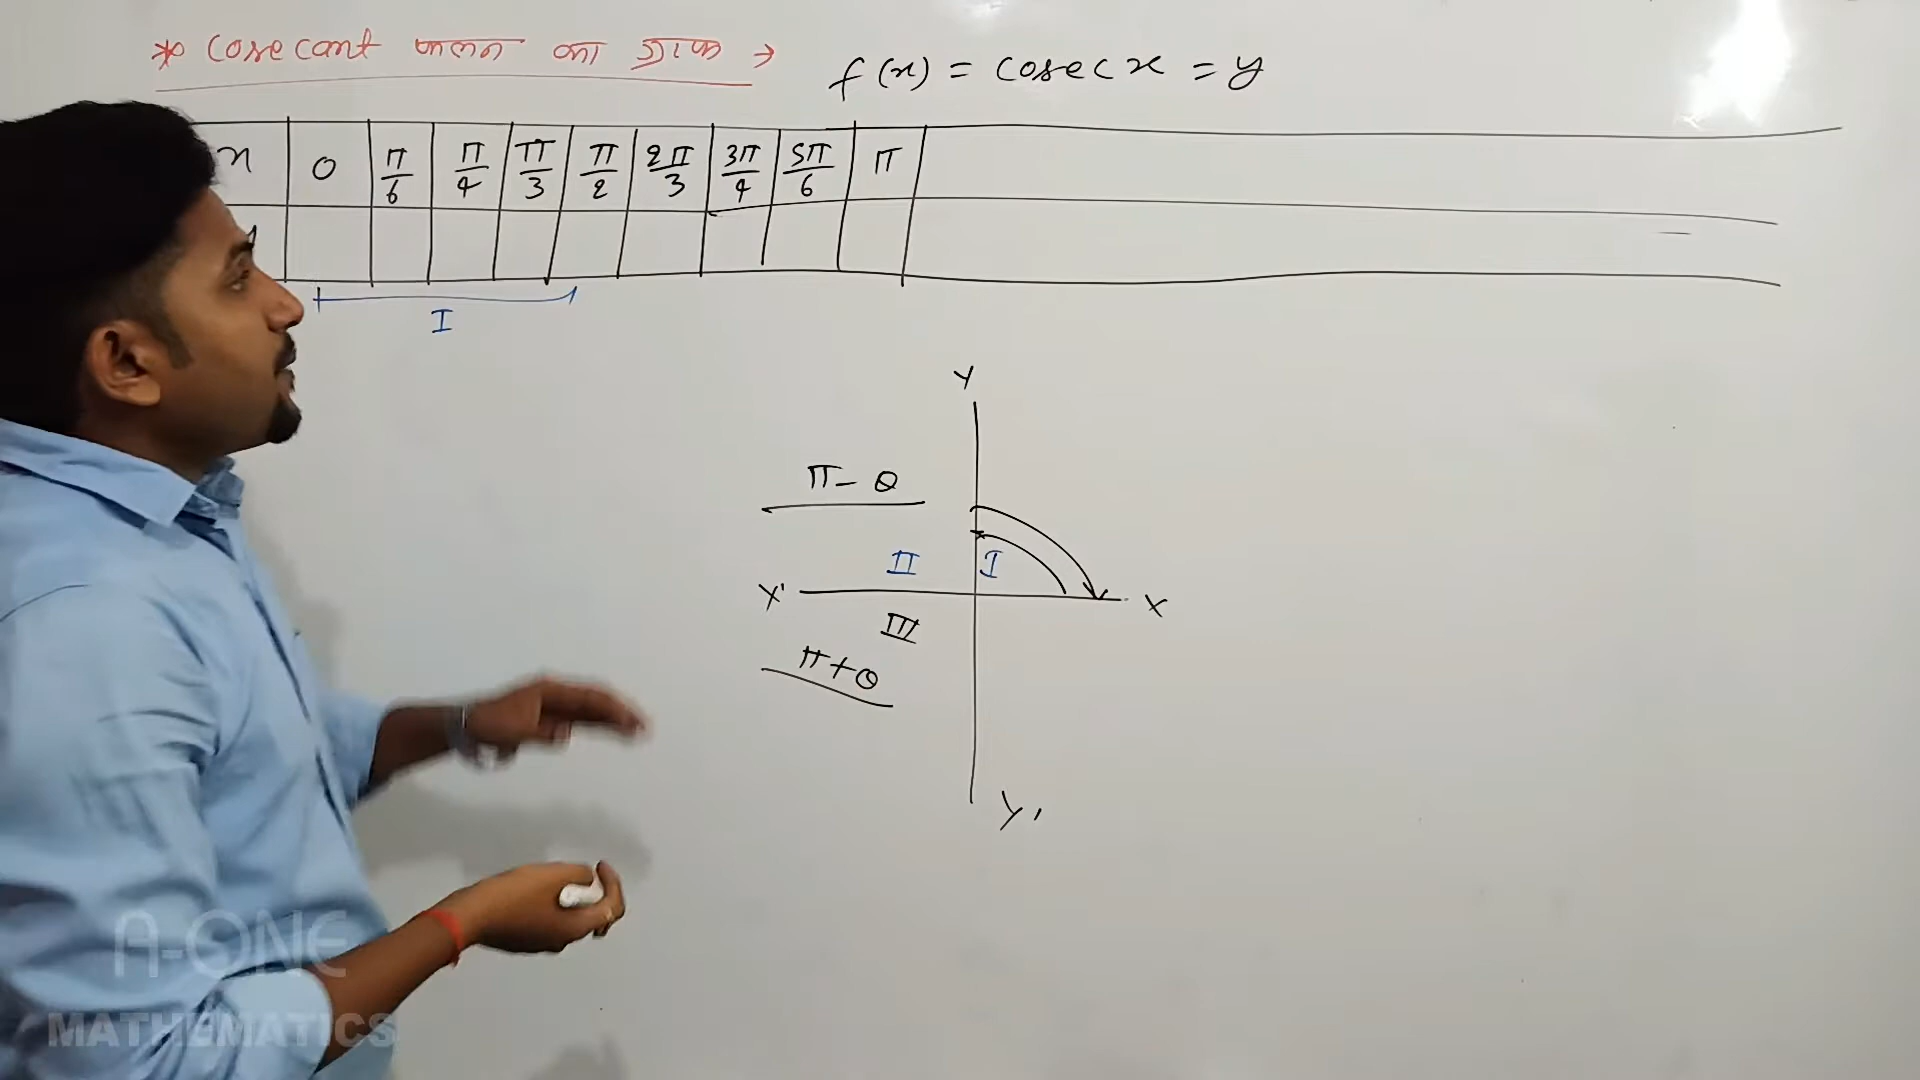 * Cosecant फलन का ग्राफ →
f(x) = cosec x = y
x 0 π/6 π/4 π/3 π/2 2π/3 3π/4 5π/6 π
y
I
Y
π - θ
II I
X' X
III
π + θ
Y'
A-ONE
MATHEMATICS